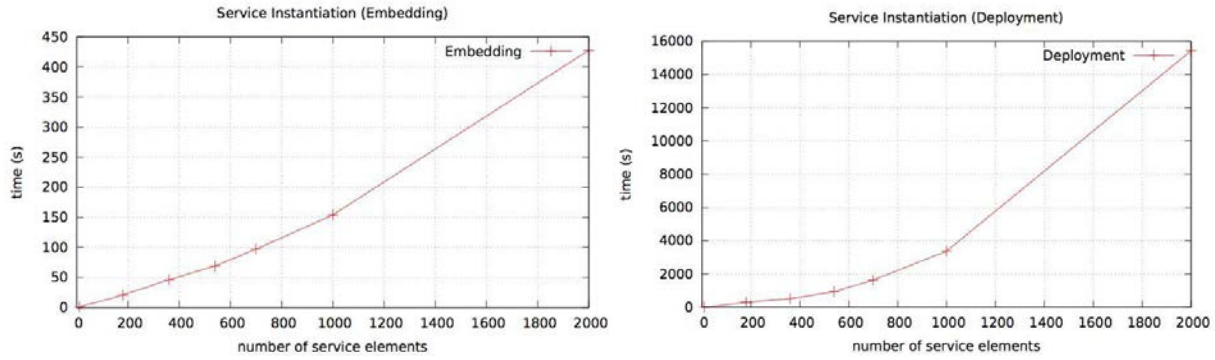 Service Instantiation (Embedding)
450
400
350
300
250
200
150
100
50
0
time (s)
Embedding
0 200 400 600 800 1000 1200 1400 1600 1800 2000
number of service elements
Service Instantiation (Deployment)
16000
14000
12000
10000
8000
6000
4000
2000
0
time (s)
Deployment
0 200 400 600 800 1000 1200 1400 1600 1800 2000
number of service elements